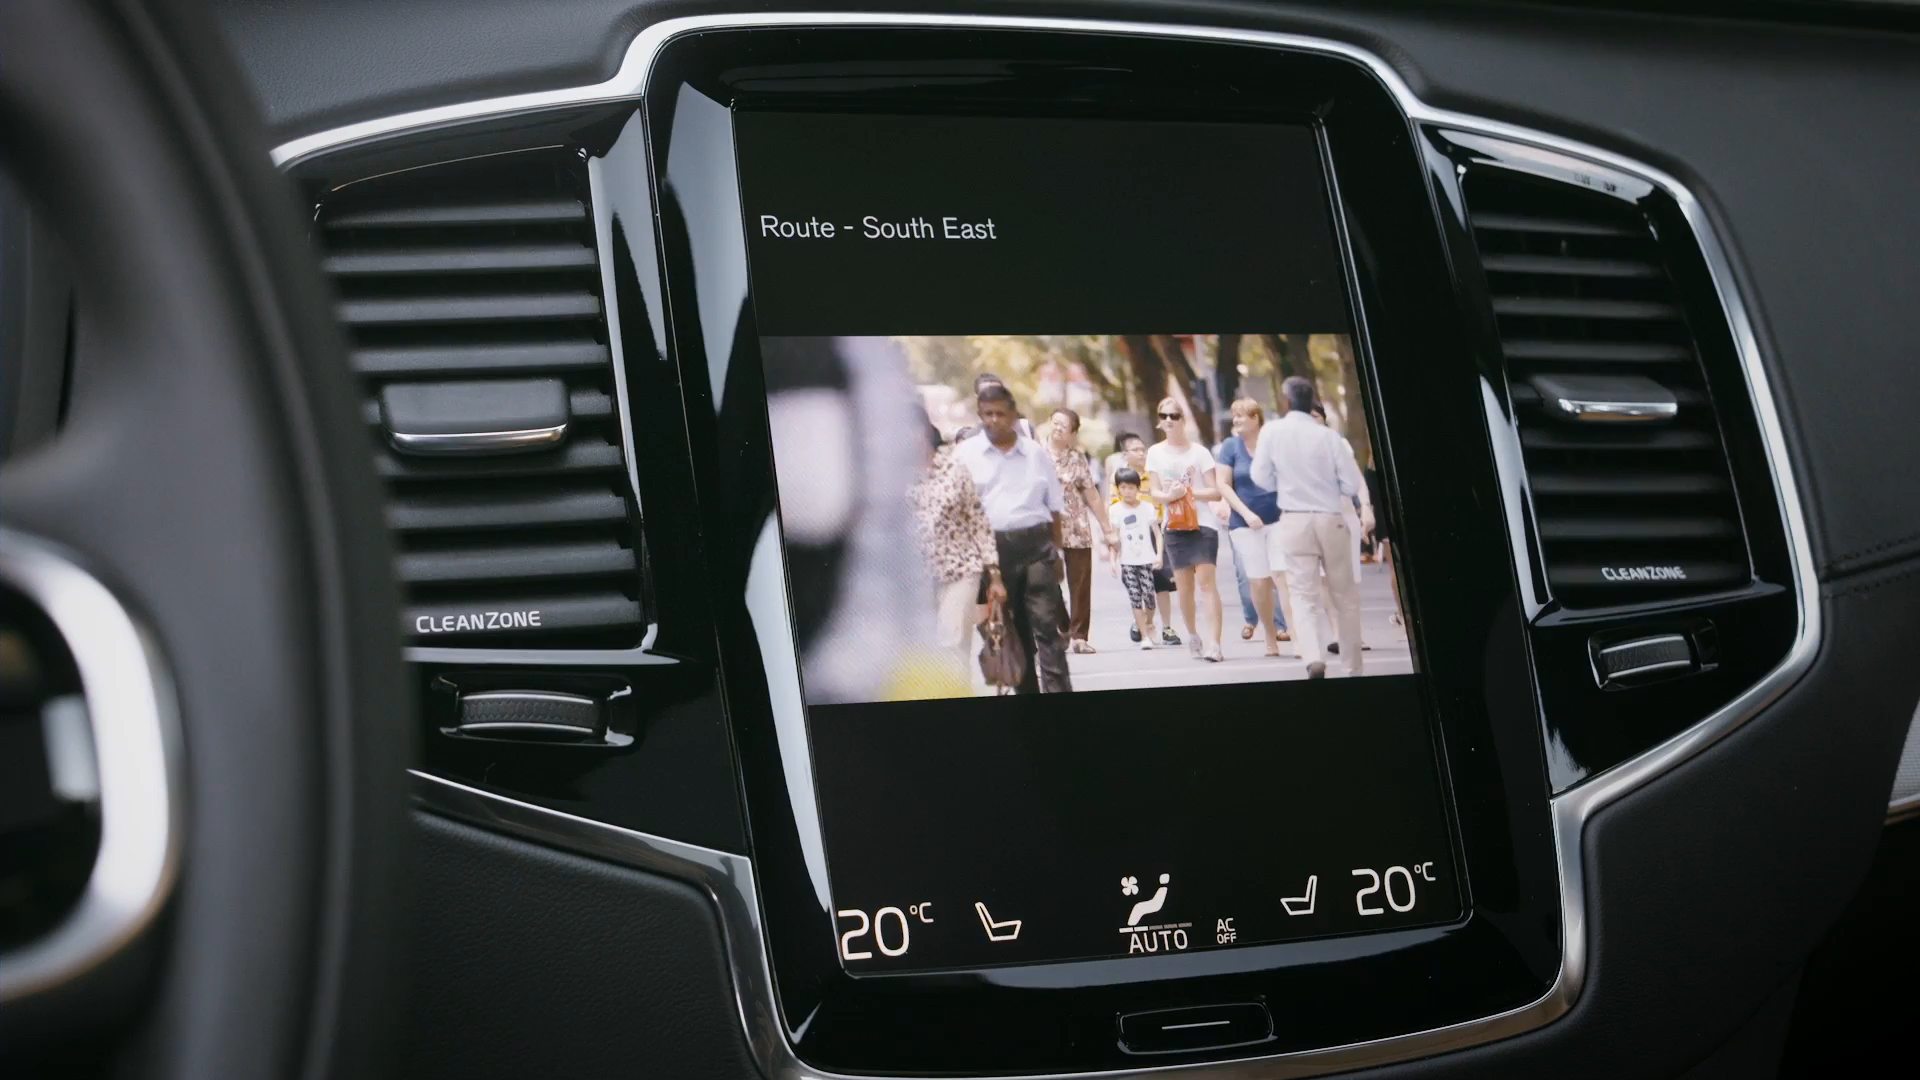 Route - South East
CLEANZONE
CLEANZONE
20°C
AUTO
AC
OFF
20°C